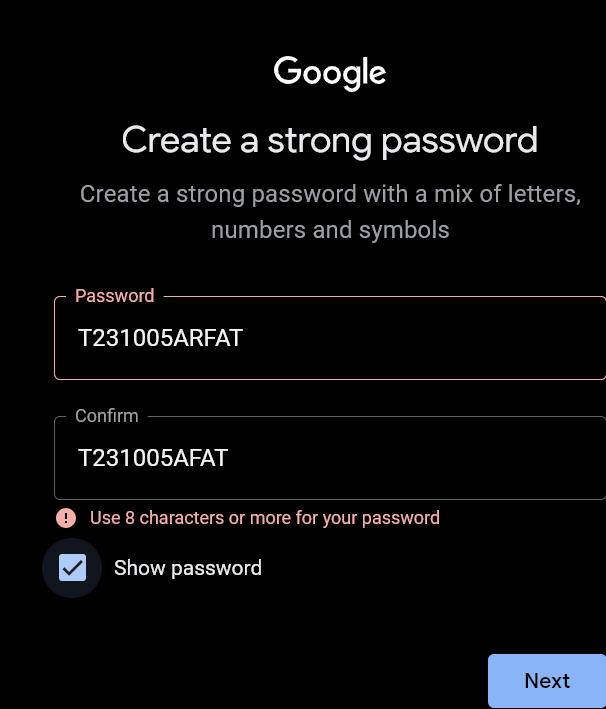 Google
Create a strong password
Create a strong password with a mix of letters,
numbers and symbols
Password
T231005ARFAT
Confirm
T231005AFAT
Use 8 characters or more for your password
Show password
Next